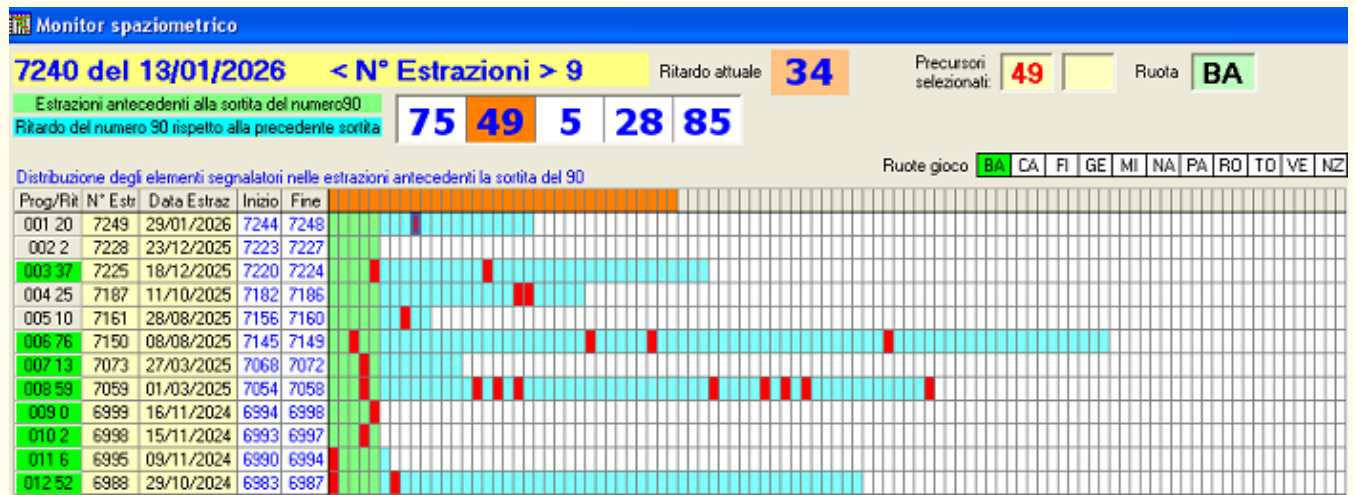 Monitor spaziometrico
7240 del 13/01/2026 < N° Estrazioni > 9 Ritardo attuale 34 Precursori selezionati: 49 Ruota BA
Estrazioni antecedenti alla sortita del numero90
Ritardo del numero 90 rispetto alla precedente sortita
75 49 5 28 85
Ruote gioco BA CA FI GE MI NA PA RO TO VE NZ
Distribuzione degli elementi segnalatori nelle estrazioni antecedenti la sortita del 90
Prog/Rit N° Estr Data Estraz Inizio Fine
001 20 7249 29/01/2026 7244 7248
002 2 7228 23/12/2025 7223 7227
003 37 7225 18/12/2025 7220 7224
004 25 7187 11/10/2025 7182 7186
005 10 7161 28/08/2025 7156 7160
006 76 7150 08/08/2025 7145 7149
007 13 7073 27/03/2025 7068 7072
008 59 7059 01/03/2025 7054 7058
009 0 6999 16/11/2024 6994 6998
010 2 6998 15/11/2024 6993 6997
011 6 6995 09/11/2024 6990 6994
012 52 6988 29/10/2024 6983 6987